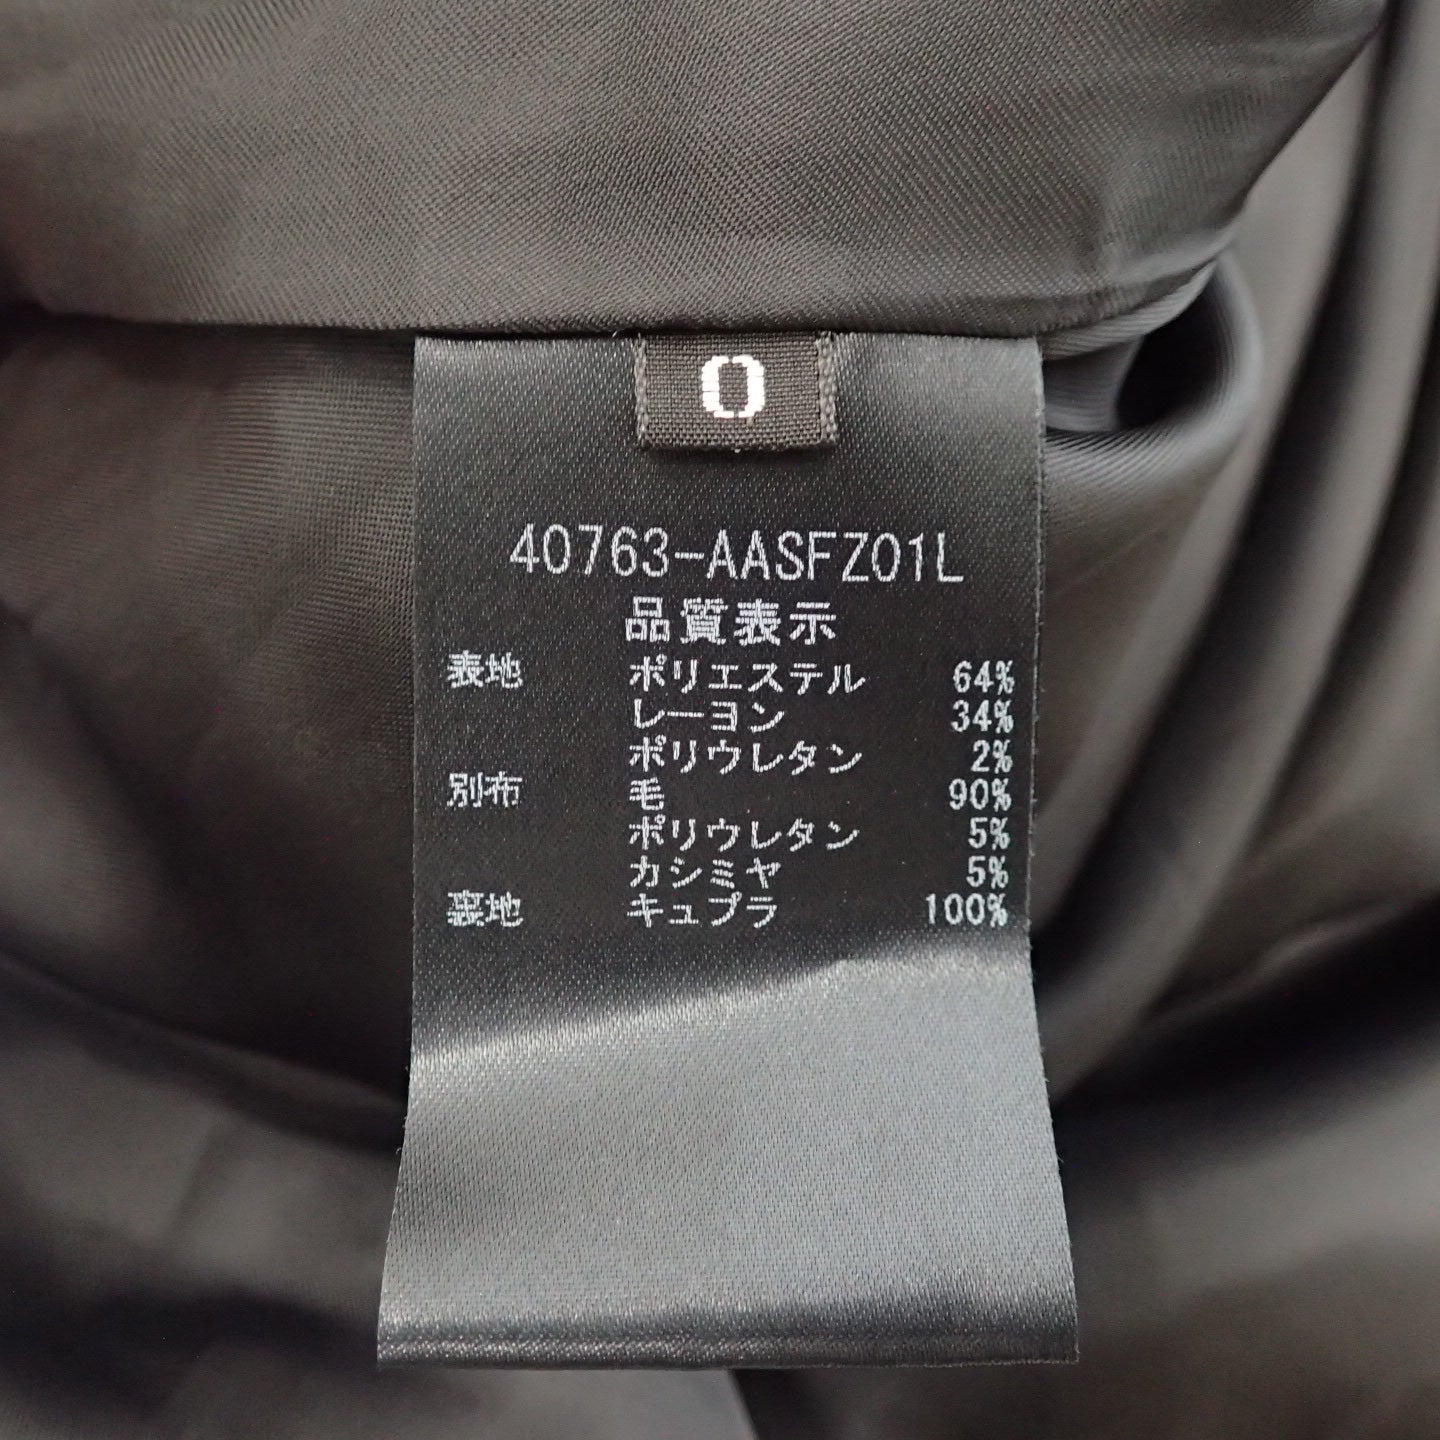 0
40763-AASFZ01L
品質表示
表地 ポリエステル 64%
レーヨン 34%
ポリウレタン 2%
別布 毛 90%
ポリウレタン 5%
カシミヤ 5%
裏地 キュプラ 100%